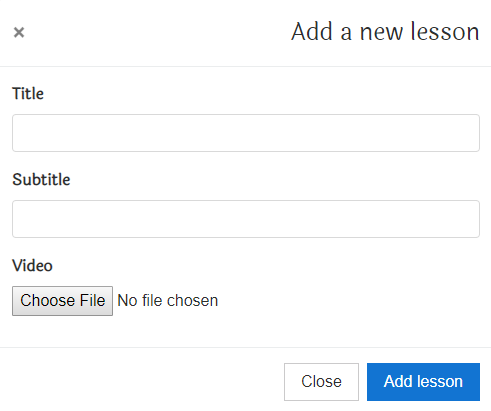 × Add a new lesson
Title
Subtitle
Video
Choose File No file chosen
Close Add lesson